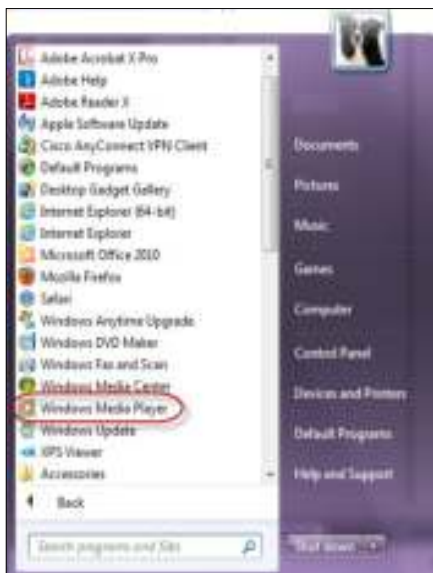 Adobe Acrobat X Pro
Adobe Help
Adobe Reader X
Apple Software Update
Cisco AnyConnect VPN Client
Default Programs
Desktop Gadget Gallery
Internet Explorer (64-bit)
Internet Explorer
Microsoft Office 2010
Mozilla Firefox
Safari
Windows Anytime Upgrade
Windows DVD Maker
Windows Fax and Scan
Windows Media Center
Windows Media Player
Windows Update
XPS Viewer
Accessories
Back
Search programs and files
Documents
Pictures
Music
Games
Computer
Control Panel
Devices and Printers
Default Programs
Help and Support
Shut down